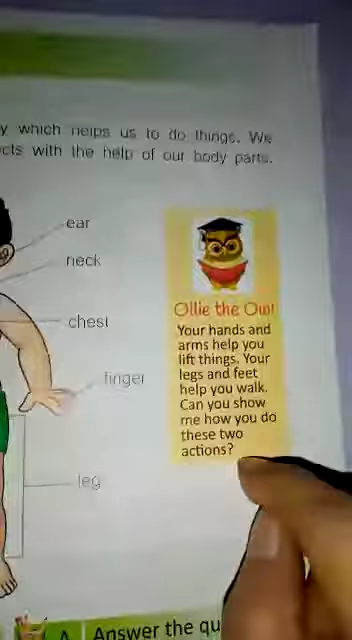 y which helps us to do things. We
cts with the help of our body parts.
ear
neck
chest
finger
leg
Ollie the Owl
Your hands and
arms help you
lift things. Your
legs and feet
help you walk.
Can you show
me how you do
these two
actions?
A Answer the qu